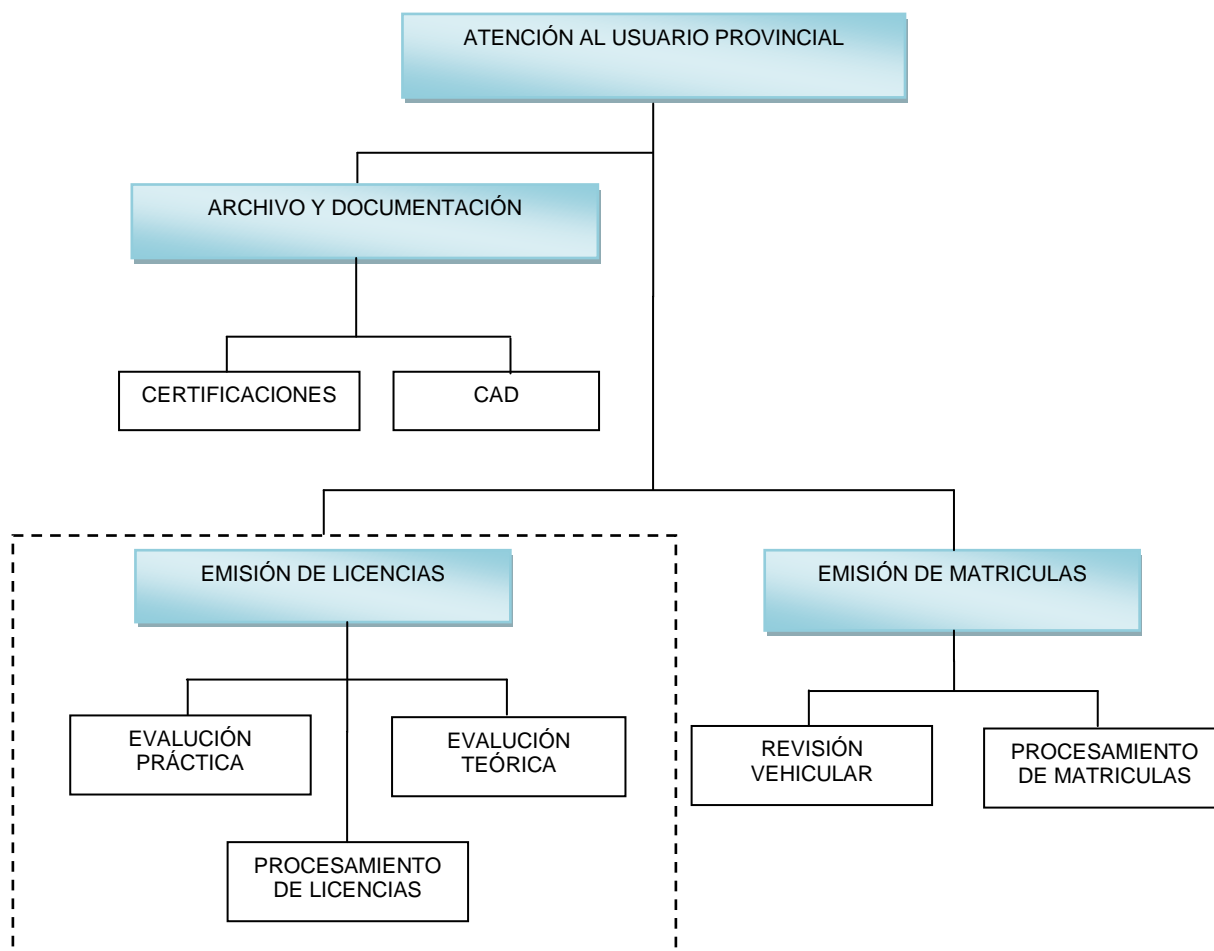 ATENCIÓN AL USUARIO PROVINCIAL
ARCHIVO Y DOCUMENTACIÓN
CERTIFICACIONES
CAD
EMISIÓN DE LICENCIAS
EMISIÓN DE MATRICULAS
EVALUCIÓN
PRÁCTICA
EVALUCIÓN
TEÓRICA
REVISIÓN
VEHICULAR
PROCESAMIENTO
DE MATRICULAS
PROCESAMIENTO
DE LICENCIAS